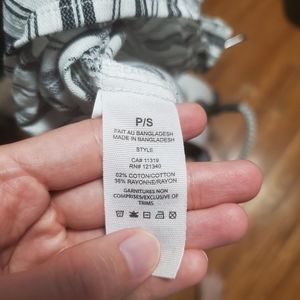 P/S
FAIT AU BANGLADESH
MADE IN BANGLADESH
STYLE
CA# 11319
RN# 121340
62% COTON/COTTON
38% RAYONNE/RAYON
GARNITURES NON
COMPRISES/EXCLUSIVE OF
TRIMS.